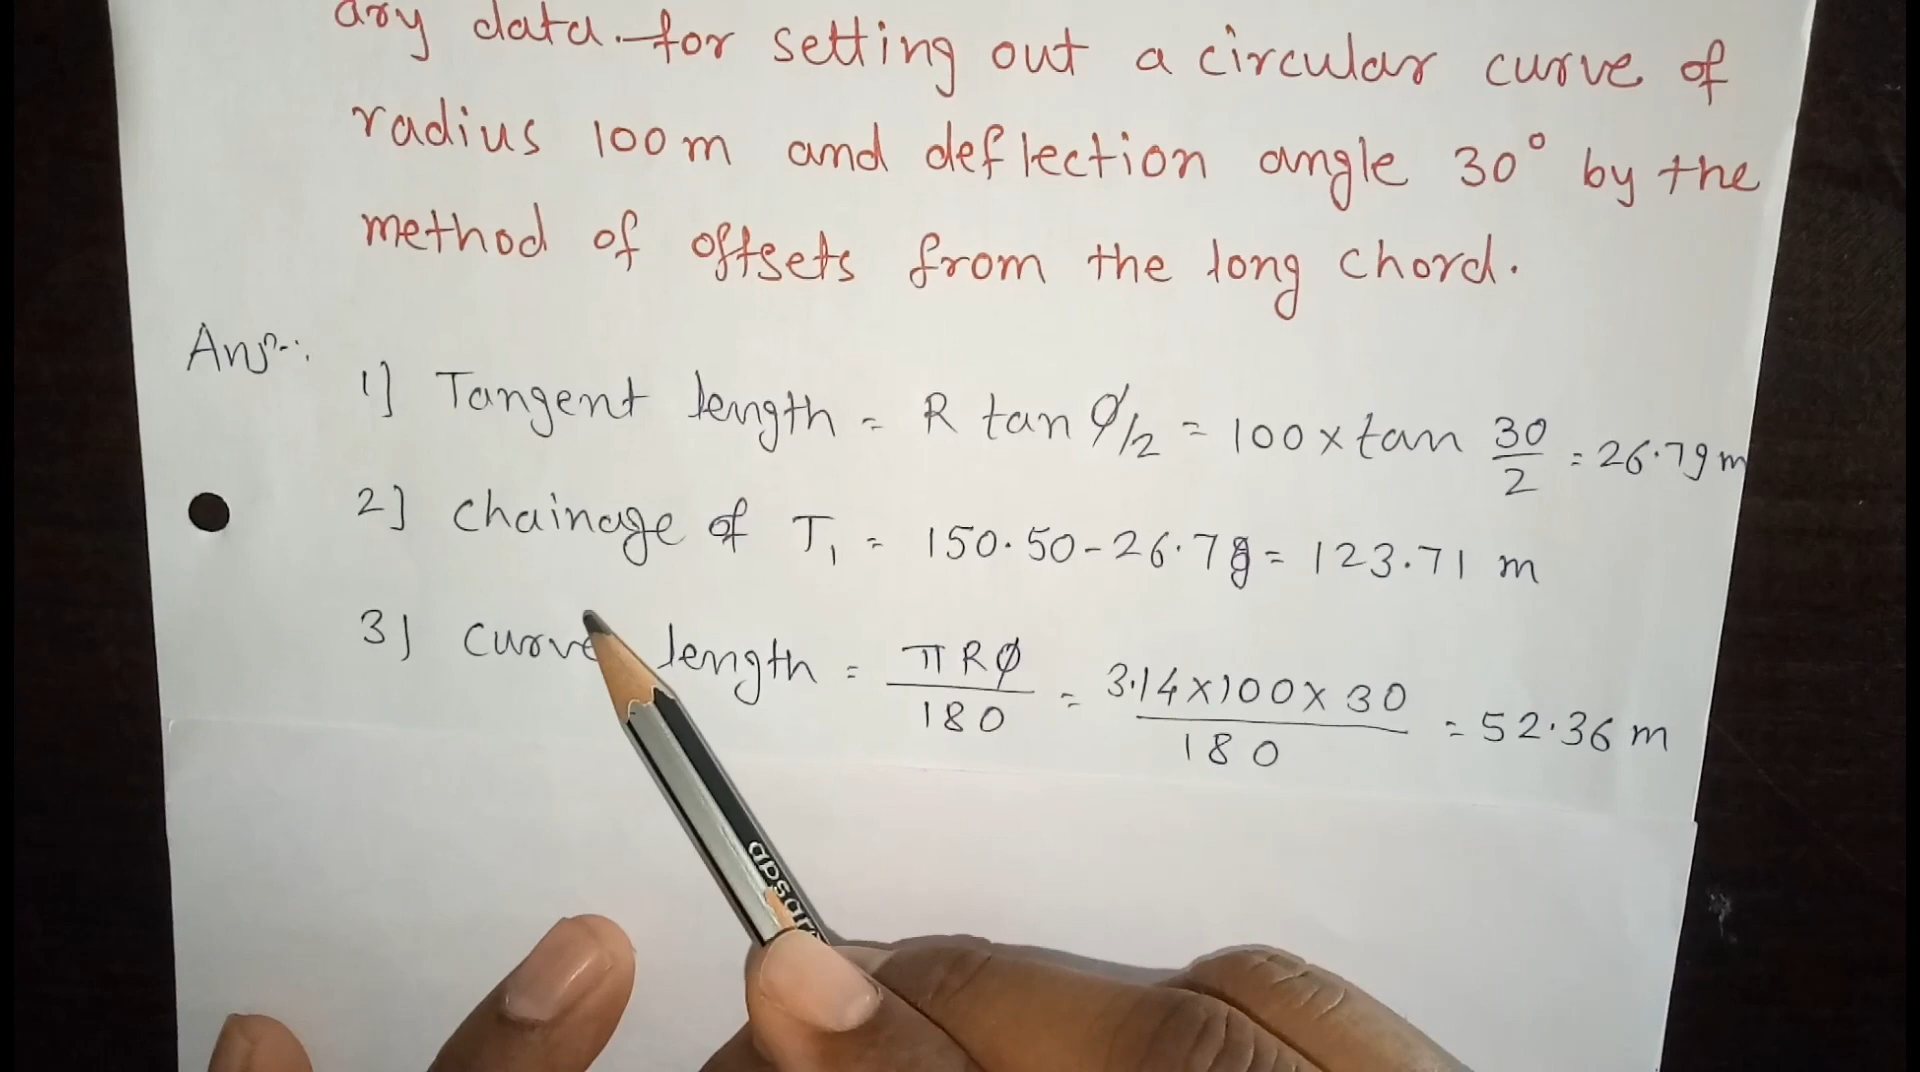 ary data for setting out a circular curve of
radius 100 m and deflection angle 30° by the
method of offsets from the long chord.
Ans:-
1] Tangent length = R tan Ø/2 = 100 x tan 30/2 = 26.79 m
2] Chainage of T₁ = 150.50 - 26.79 = 123.71 m
3] Curve length = πRØ/180 = 3.14 x 100 x 30/180 = 52.36 m
apsara